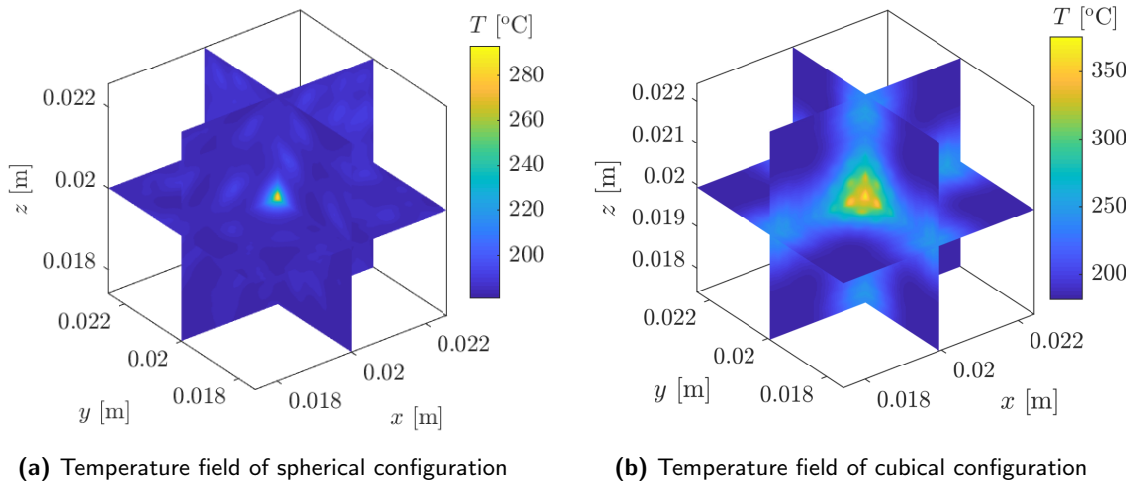 T [°C]
280
260
240
220
200
0.022
0.02
0.018
z [m]
0.022
0.02
0.018
y [m]
0.022
0.02
0.018
x [m]
(a) Temperature field of spherical configuration
T [°C]
350
300
250
200
0.022
0.021
0.02
0.019
0.018
z [m]
0.022
0.02
0.018
y [m]
0.022
0.02
0.018
x [m]
(b) Temperature field of cubical configuration